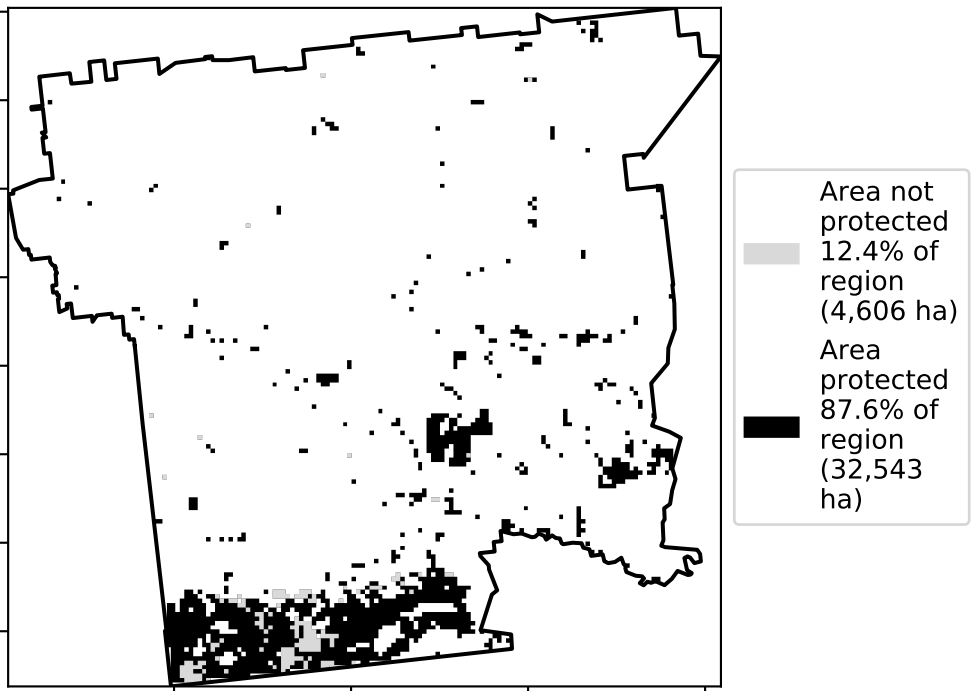 Area not
protected
12.4% of
region
(4,606 ha)
Area
protected
87.6% of
region
(32,543
ha)